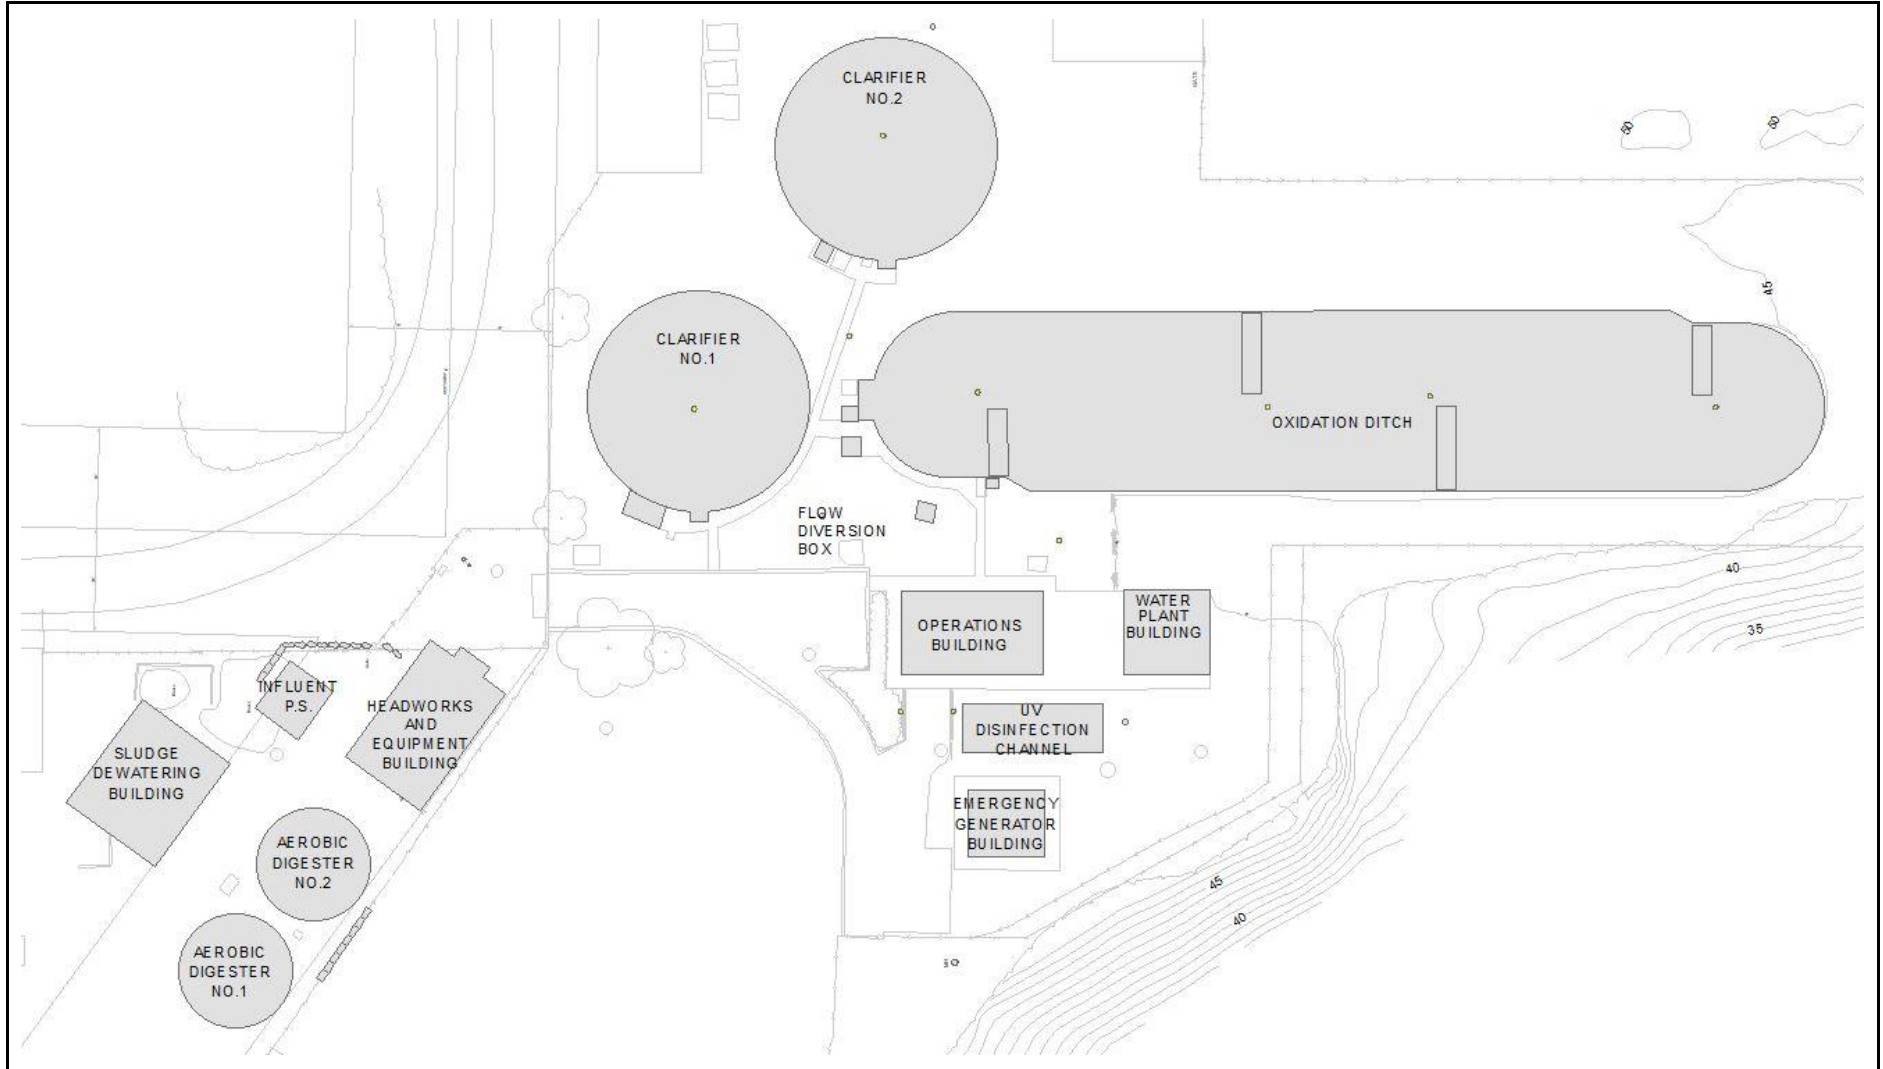 CLARIFIER
NO.2
50
50
45
CLARIFIER
NO.1
OXIDATION DITCH
FLOW
DIVERSION
BOX
40
WATER
PLANT
BUILDING
OPERATIONS
BUILDING
35
INFLUENT
P.S.
HEADWORKS
AND
EQUIPMENT
BUILDING
UV
DISINFECTION
CHANNEL
SLUDGE
DEWATERING
BUILDING
EMERGENCY
GENERATOR
BUILDING
AEROBIC
DIGESTER
NO.2
45
40
AEROBIC
DIGESTER
NO.1